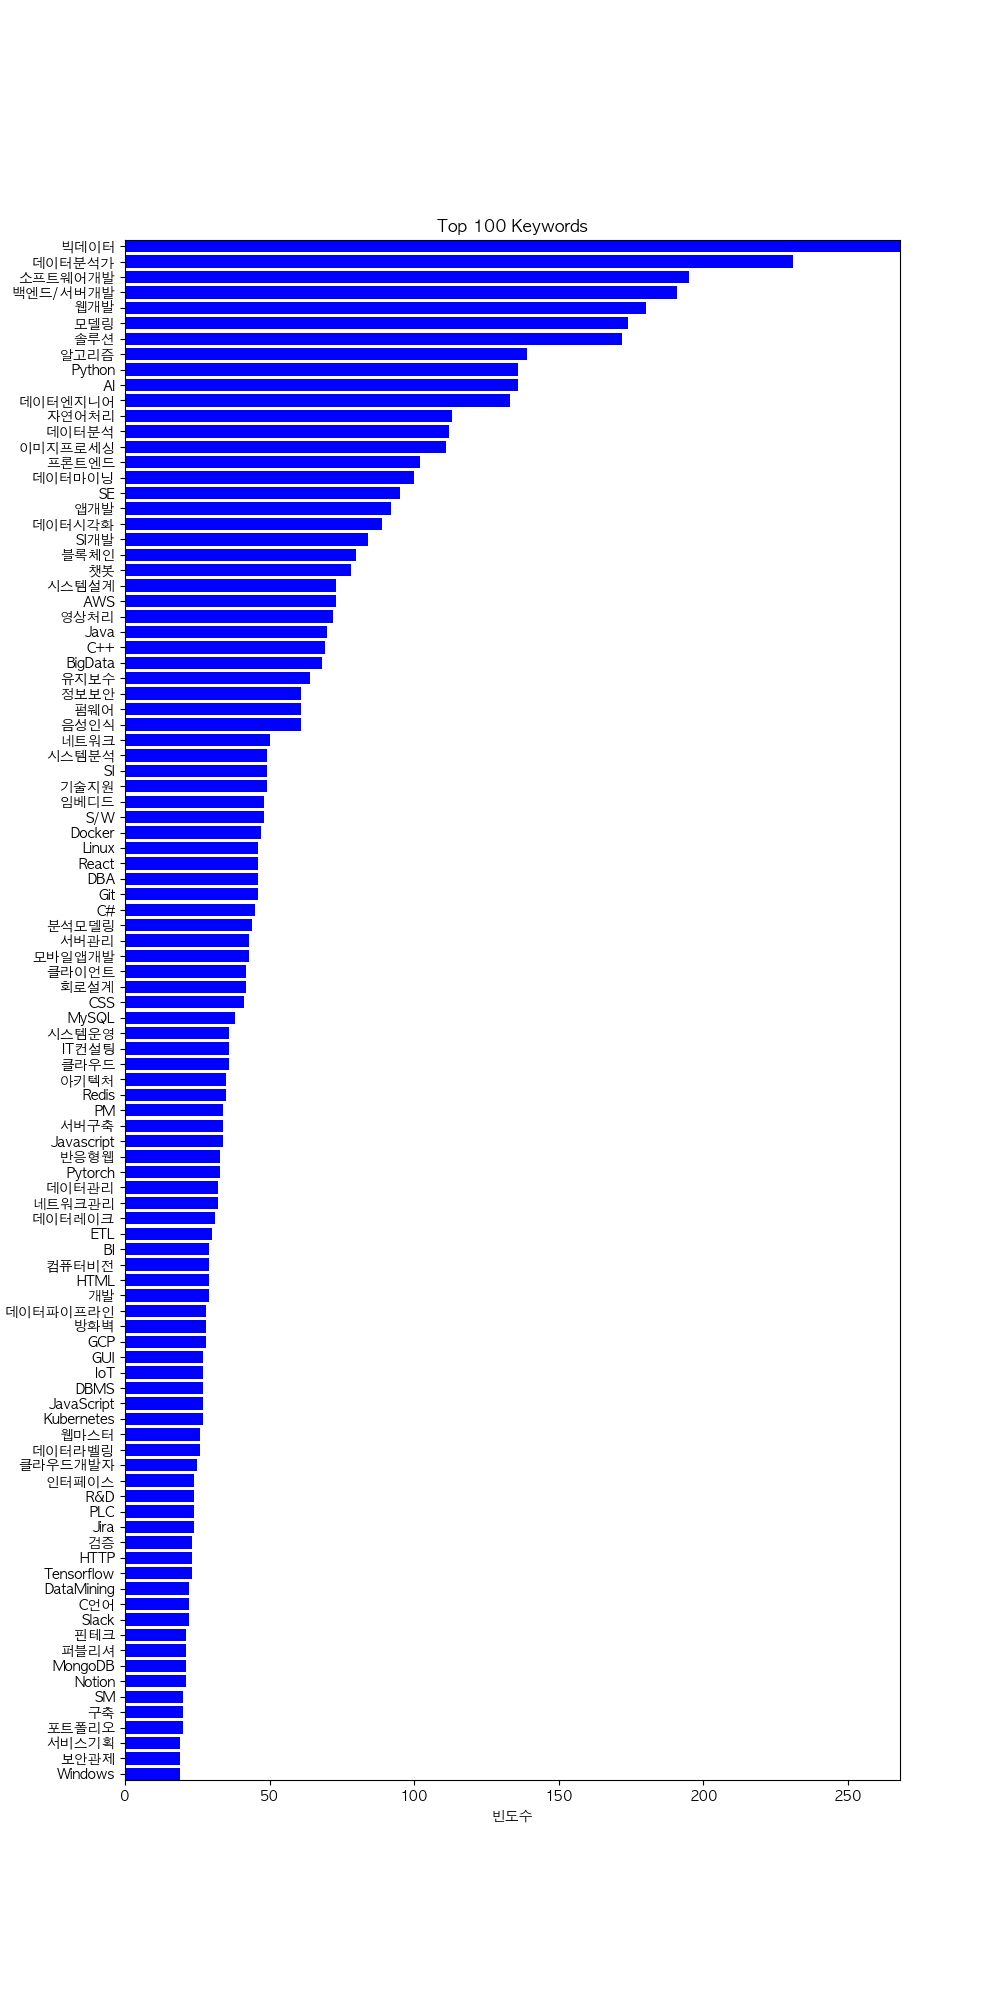 Top 100 Keywords
빅데이터
데이터분석가
소프트웨어개발
백엔드/서버개발
웹개발
모델링
솔루션
알고리즘
Python
AI
데이터엔지니어
자연어처리
데이터분석
이미지프로세싱
프론트엔드
데이터마이닝
SE
앱개발
데이터시각화
SI개발
블록체인
챗봇
시스템설계
AWS
영상처리
Java
C++
BigData
유지보수
정보보안
펌웨어
음성인식
네트워크
시스템분석
SI
기술지원
임베디드
S/W
Docker
Linux
React
DBA
Git
C#
분석모델링
서버관리
모바일앱개발
클라이언트
회로설계
CSS
MySQL
시스템운영
IT컨설팅
클라우드
아키텍처
Redis
PM
서버구축
Javascript
반응형웹
Pytorch
데이터관리
네트워크관리
데이터레이크
ETL
BI
컴퓨터비전
HTML
개발
데이터파이프라인
방화벽
GCP
GUI
IoT
DBMS
JavaScript
Kubernetes
웹마스터
데이터라벨링
클라우드개발자
인터페이스
R&D
PLC
Jira
검증
HTTP
Tensorflow
DataMining
C언어
Slack
핀테크
퍼블리셔
MongoDB
Notion
SM
구축
포트폴리오
서비스기획
보안관제
Windows
0 50 100 150 200 250
빈도수